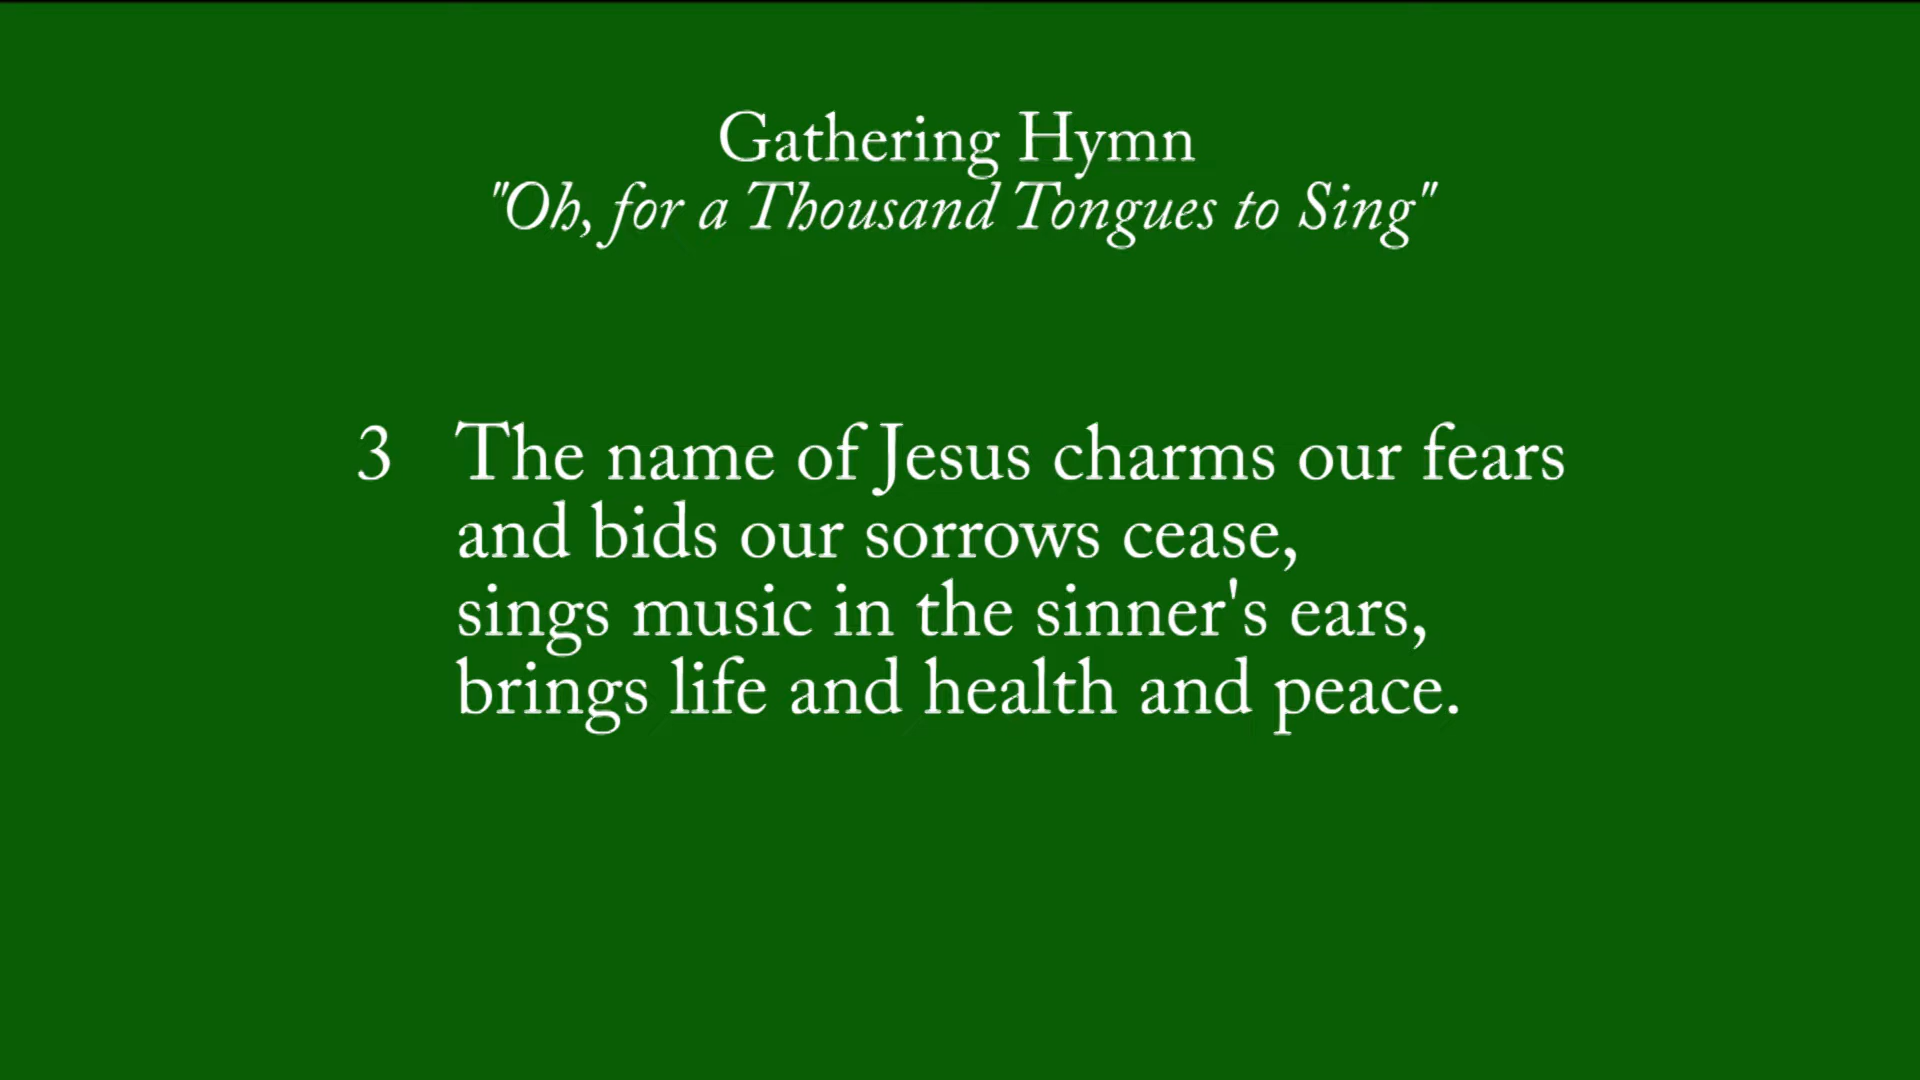 Gathering Hymn
"Oh, for a Thousand Tongues to Sing"
3 The name of Jesus charms our fears
and bids our sorrows cease,
sings music in the sinner's ears,
brings life and health and peace.